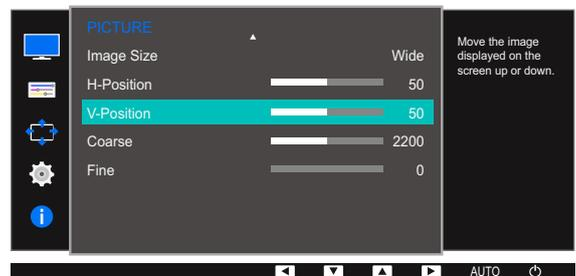 PICTURE
Image Size Wide
H-Position 50
V-Position 50
Coarse 2200
Fine 0
Move the image
displayed on the
screen up or down.
AUTO